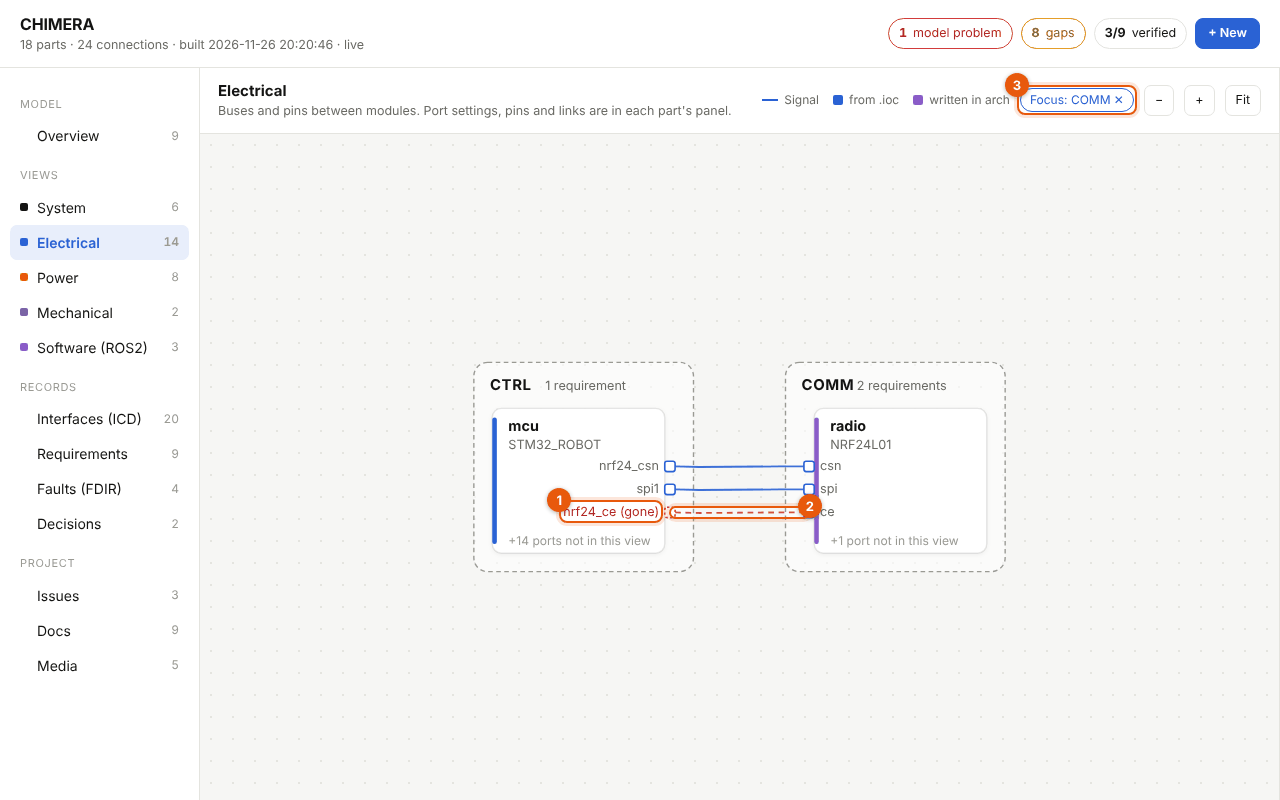 CHIMERA
18 parts · 24 connections · built 2026-11-26 20:20:46 · live
1 model problem
8 gaps
3/9 verified
+ New
MODEL
Overview 9
VIEWS
System 6
Electrical 14
Power 8
Mechanical 2
Software (ROS2) 3
RECORDS
Interfaces (ICD) 20
Requirements 9
Faults (FDIR) 4
Decisions 2
PROJECT
Issues 3
Docs 9
Media 5
Electrical
Buses and pins between modules. Port settings, pins and links are in each part's panel.
Signal
from .ioc
written in arch
3
Focus: COMM ✕
−
+
Fit
CTRL 1 requirement
mcu
STM32_ROBOT
nrf24_csn
spi1
1
nrf24_ce (gone)
+14 ports not in this view
COMM 2 requirements
radio
NRF24L01
csn
spi
2
ce
+1 port not in this view